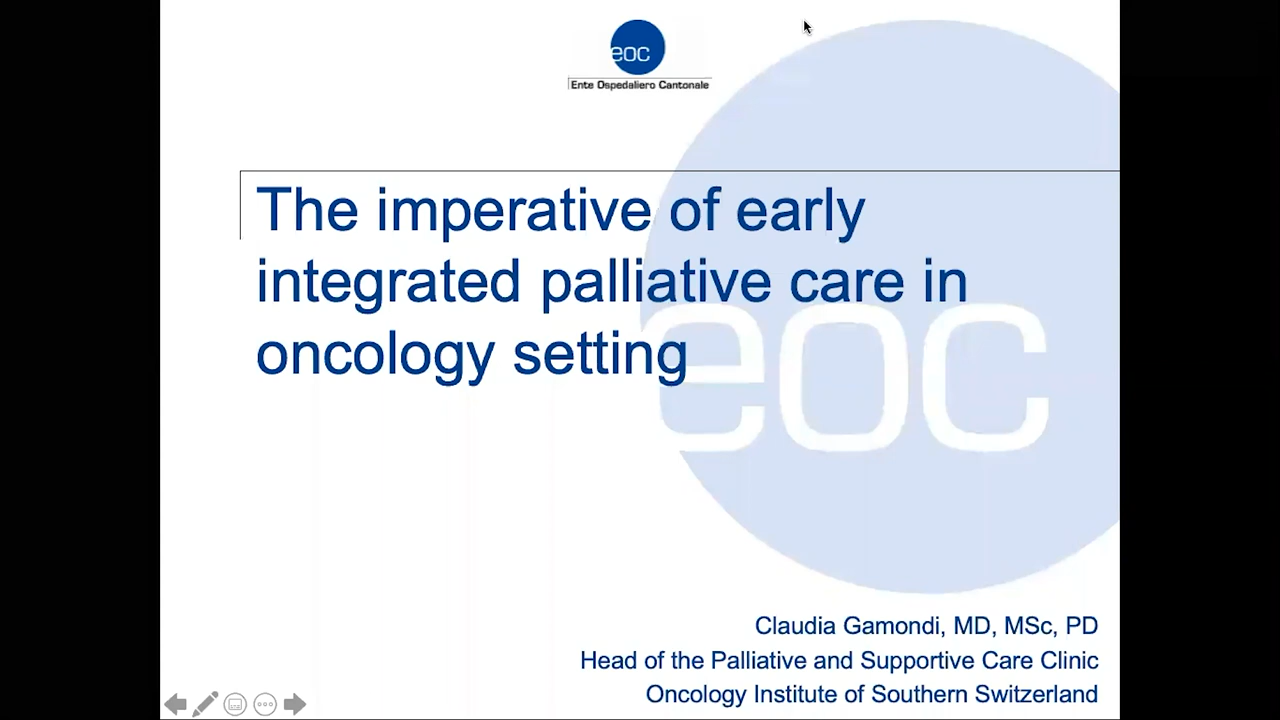 eoc
Ente Ospedaliero Cantonale
The imperative of early
integrated palliative care in
oncology setting
eoc
Claudia Gamondi, MD, MSc, PD
Head of the Palliative and Supportive Care Clinic
Oncology Institute of Southern Switzerland